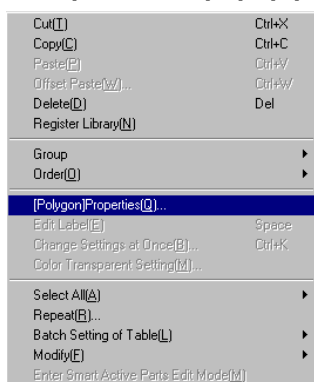 Cut(T) Ctrl+X
Copy(C) Ctrl+C
Paste(P) Ctrl+V
Offset Paste(W)... Ctrl+W
Delete(D) Del
Register Library(N)
Group
Order(O)
[Polygon]Properties(Q)...
Edit Label(E) Space
Change Settings at Once(B)... Ctrl+K
Color Transparent Setting(M)...
Select All(A)
Repeat(R)...
Batch Setting of Table(L)
Modify(F)
Enter Smart Active Parts Edit Mode(M)